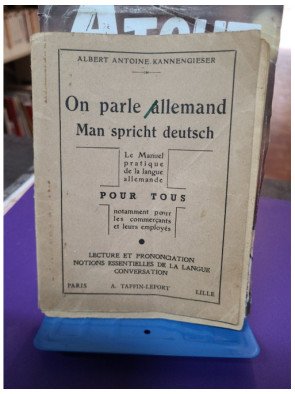 ATOUT
ALBERT ANTOINE KANNENGIESER
On parle Allemand
Man spricht deutsch
Le Manuel
pratique
de la langue
allemande
POUR TOUS
notamment pour
les commerçants
et leurs employés
LECTURE ET PRONONCIATION
NOTIONS ESSENTIELLES DE LA LANGUE
CONVERSATION
PARIS A. TAFFIN-LEFORT LILLE